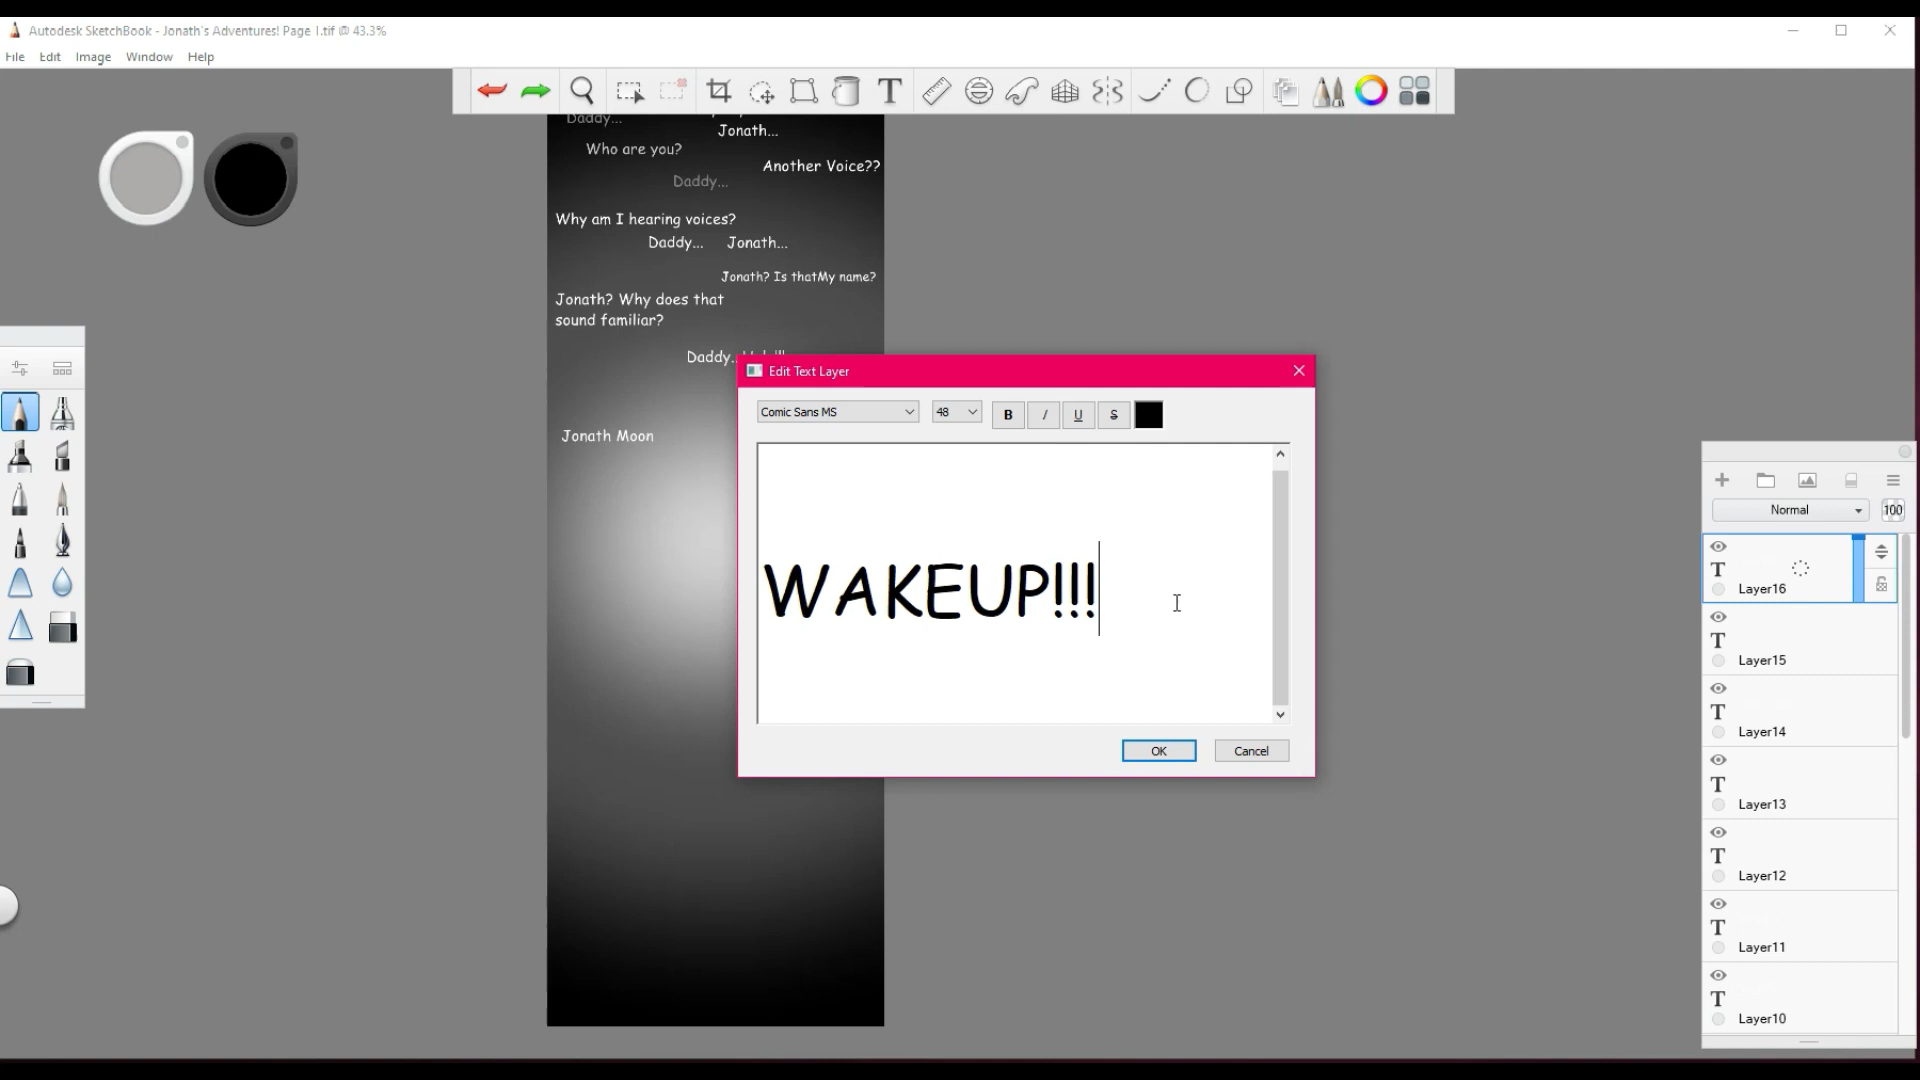 Autodesk SketchBook - Jonath's Adventures! Page 1.tif @ 43.3%
File Edit Image Window Help
Daddy...
Jonath...
Who are you?
Another Voice??
Daddy...
Why am I hearing voices?
Daddy... Jonath...
Jonath? Is thatMy name?
Jonath? Why does that
sound familiar?
Daddy..
Jonath Moon
Edit Text Layer
Comic Sans MS 48 B I U S
WAKEUP!!!
OK Cancel
Normal 100
T Layer16
T Layer15
T Layer14
T Layer13
T Layer12
T Layer11
T Layer10